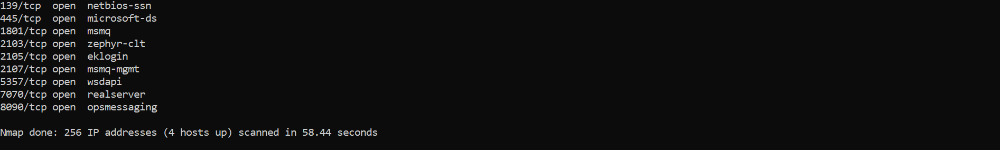 139/tcp  open  netbios-ssn
445/tcp  open  microsoft-ds
1801/tcp open  msmq
2103/tcp open  zephyr-clt
2105/tcp open  eklogin
2107/tcp open  msmq-mgmt
5357/tcp open  wsdapi
7070/tcp open  realserver
8090/tcp open  opsmessaging
Nmap done: 256 IP addresses (4 hosts up) scanned in 58.44 seconds